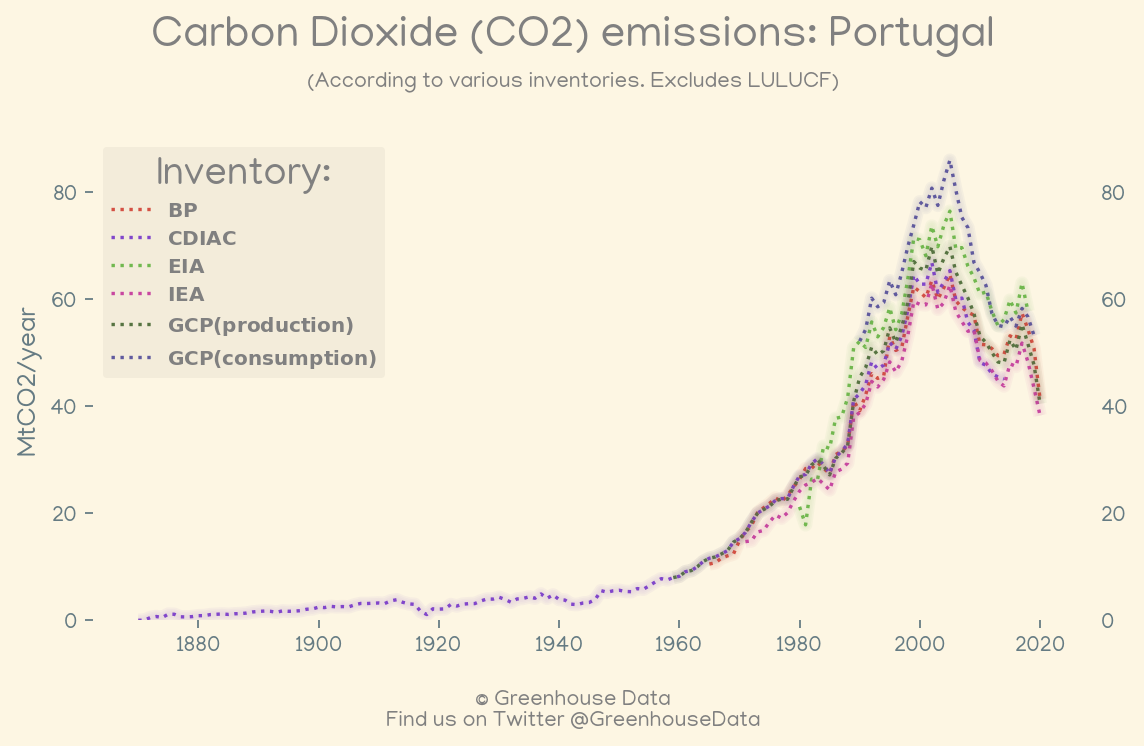 Carbon Dioxide (CO2) emissions: Portugal
(According to various inventories. Excludes LULUCF)
Inventory:
BP
CDIAC
EIA
IEA
GCP(production)
GCP(consumption)
MtCO2/year
80
60
40
20
0
80
60
40
20
0
1880 1900 1920 1940 1960 1980 2000 2020
© Greenhouse Data
Find us on Twitter @GreenhouseData